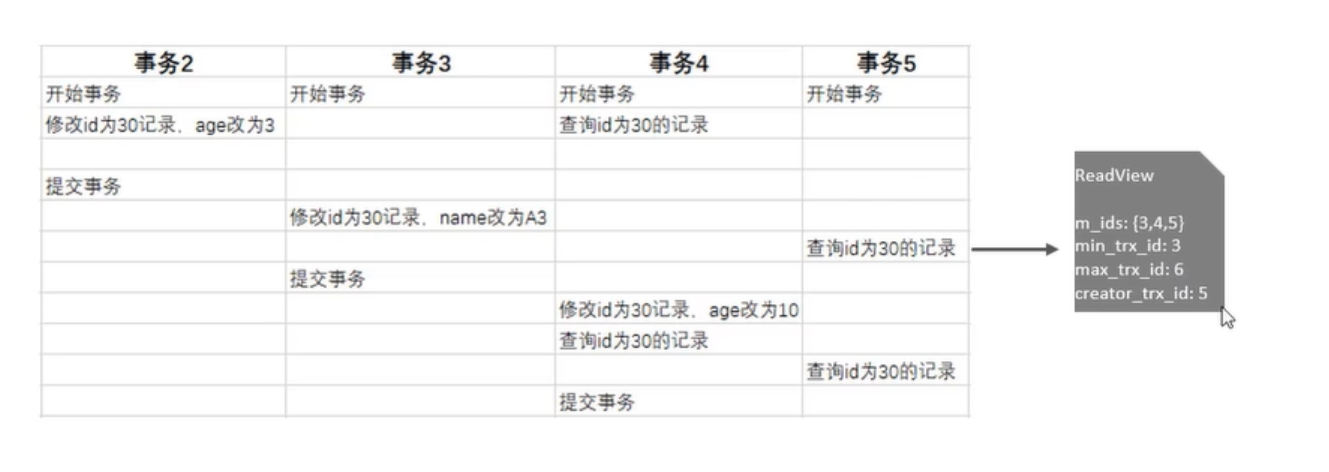 事务2 事务3 事务4 事务5
开始事务 开始事务 开始事务 开始事务
修改id为30记录，age改为3 查询id为30的记录
提交事务
修改id为30记录，name改为A3
查询id为30的记录
提交事务
修改id为30记录，age改为10
查询id为30的记录
查询id为30的记录
提交事务
ReadView
m_ids: {3,4,5}
min_trx_id: 3
max_trx_id: 6
creator_trx_id: 5